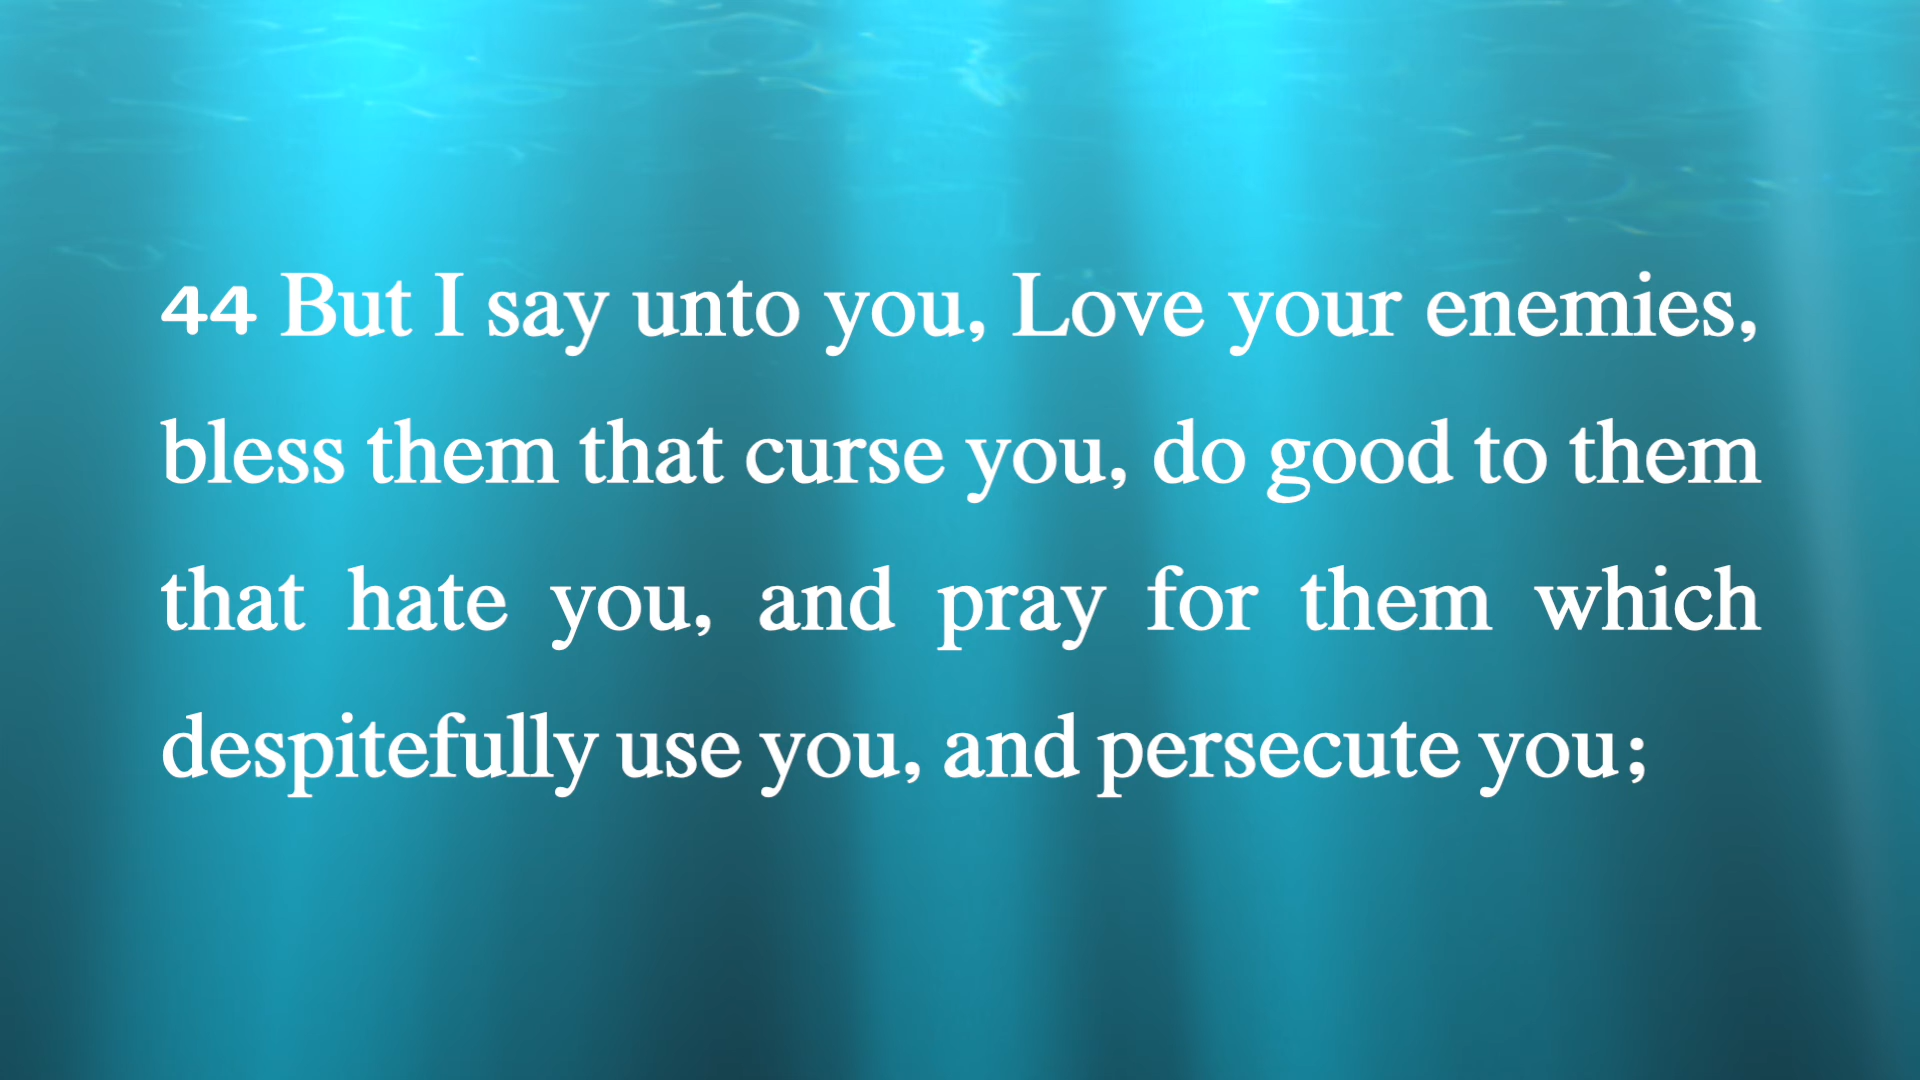 44 But I say unto you, Love your enemies,
bless them that curse you, do good to them
that hate you, and pray for them which
despitefully use you, and persecute you;